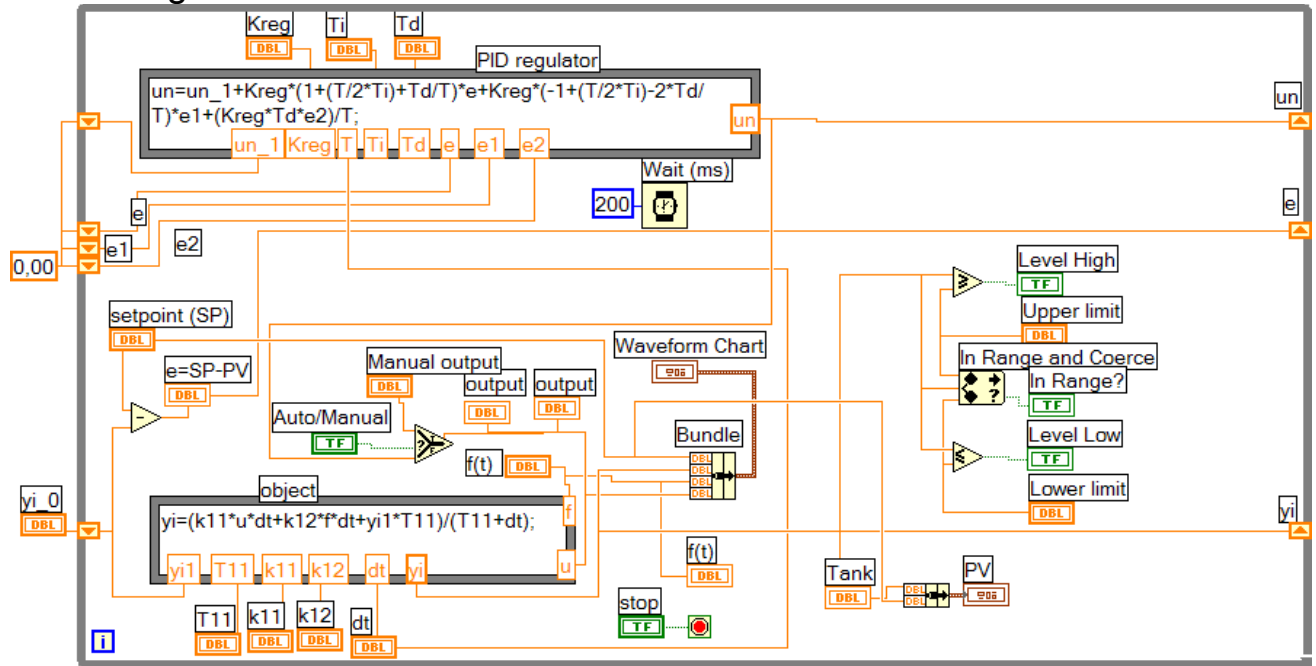 Kreg Ti Td
DBL DBL DBL
PID regulator
un=un_1+Kreg*(1+(T/2*Ti)+Td/T)*e+Kreg*(-1+(T/2*Ti)-2*Td/
T)*e1+(Kreg*Td*e2)/T;
un
un
un_1 Kreg T Ti Td e e1 e2
Wait (ms)
200
e
e
e1
e2
0,00
Level High
TF
setpoint (SP)
DBL
Upper limit
DBL
Waveform Chart
Manual output
DBL
In Range and Coerce
e=SP-PV
DBL
output output
DBL DBL
In Range?
?
TF
Auto/Manual
TF
?
F
Bundle
DBL
DBL
DBL
DBL
Level Low
TF
f(t)
DBL
object
Lower limit
DBL
yi_0
DBL
yi=(k11*u*dt+k12*f*dt+yi1*T11)/(T11+dt);
f
yi
yi1 T11 k11 k12 dt yi u
f(t)
DBL
Tank
DBL
DBL
DBL
PV
T11 k11 k12 dt
DBL DBL DBL DBL
stop
TF
i